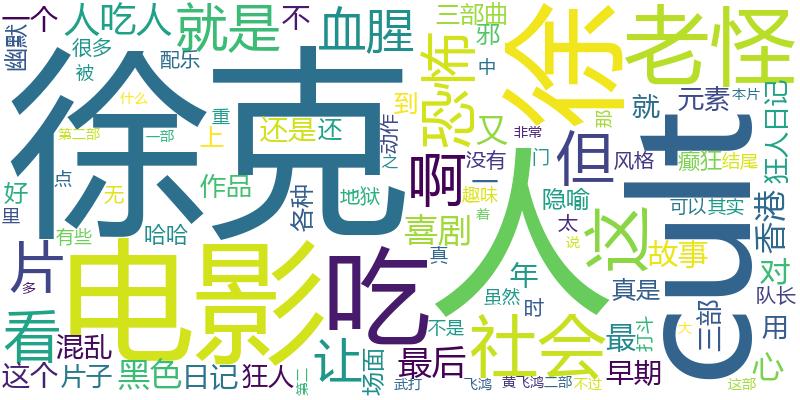 幽默
一个
人吃人
很多
被
配乐
就是
不
血腥
三部曲
邪
中
恐怖
徐
老怪
徐克
什么
第二部
一部
重
上
还是
还
到
动作
之
又
非常
那
就
元素
本片
狂人日记
但
啊
没有
一
门
风格
癫狂
结尾
cult
好
里
点
无
作品
各种
地狱
趣味
着
隐喻
太
说
可以
其实
香港
这
有些
哈哈
喜剧
真
故事
对
片
多
电影
吃
人
年
虽然
时
真是
三部
队长
用
看
混乱
让
场面
不是
社会
最
打斗
大
心
这个
片子
黑色
日记
狂人
第二
最后
武打
飞鸿
黄飞鸿二部
不过
早期
这部